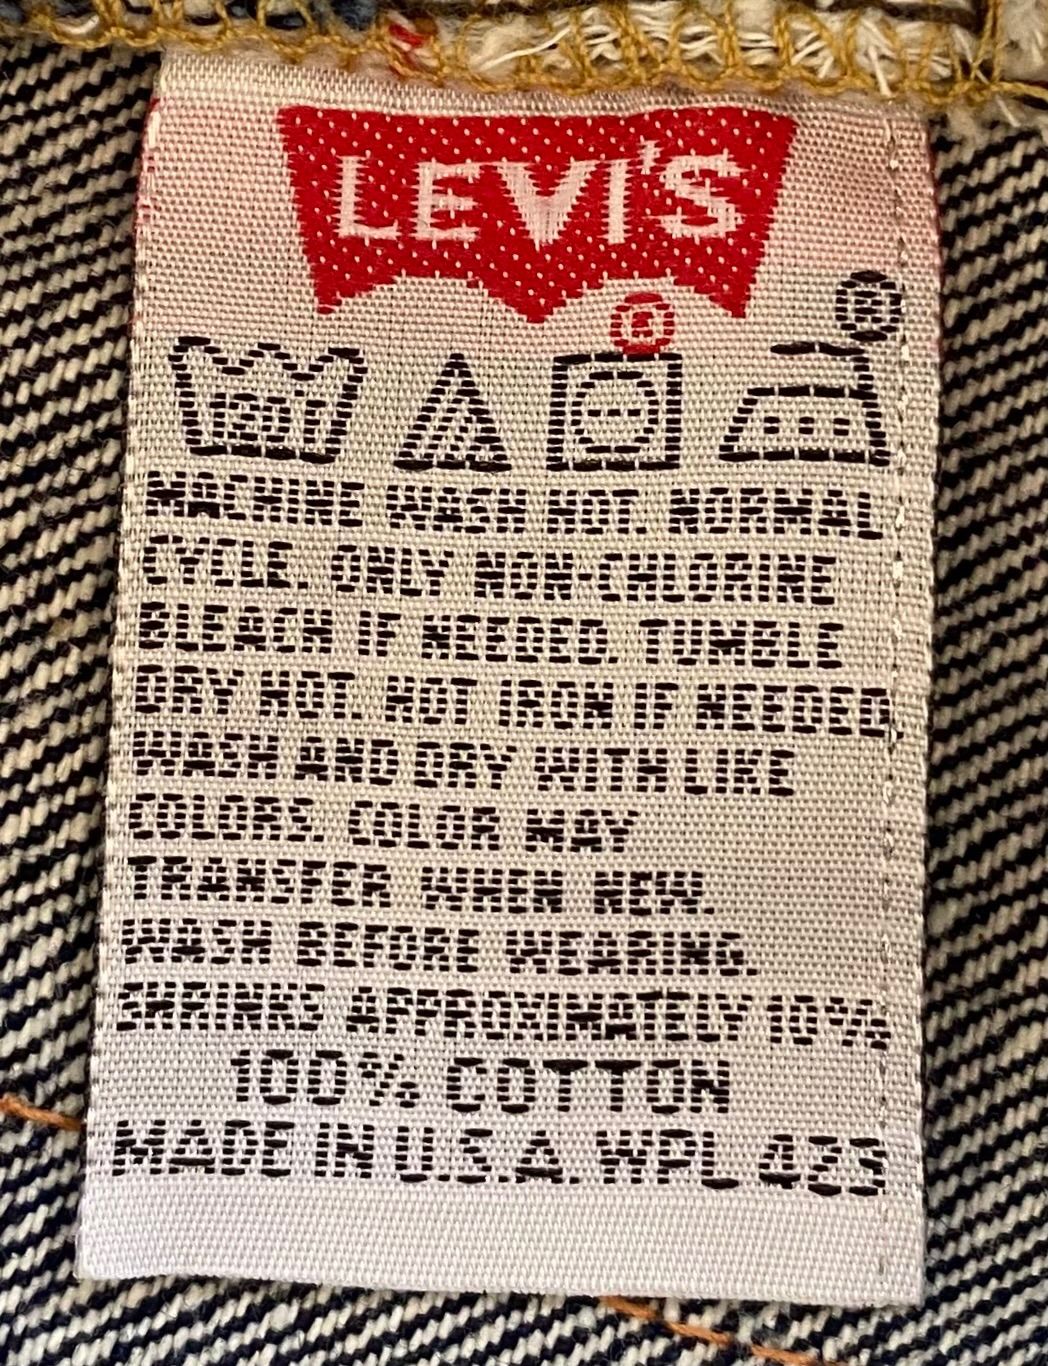 LEVI'S
®
®
120F
MACHINE WASH HOT. NORMAL
CYCLE. ONLY NON-CHLORINE
BLEACH IF NEEDED. TUMBLE
DRY HOT. HOT IRON IF NEEDED.
WASH AND DRY WITH LIKE
COLORS. COLOR MAY
TRANSFER WHEN NEW.
WASH BEFORE WEARING.
SHRINKS APPROXIMATELY 10%
100% COTTON
MADE IN U.S.A. WPL 423